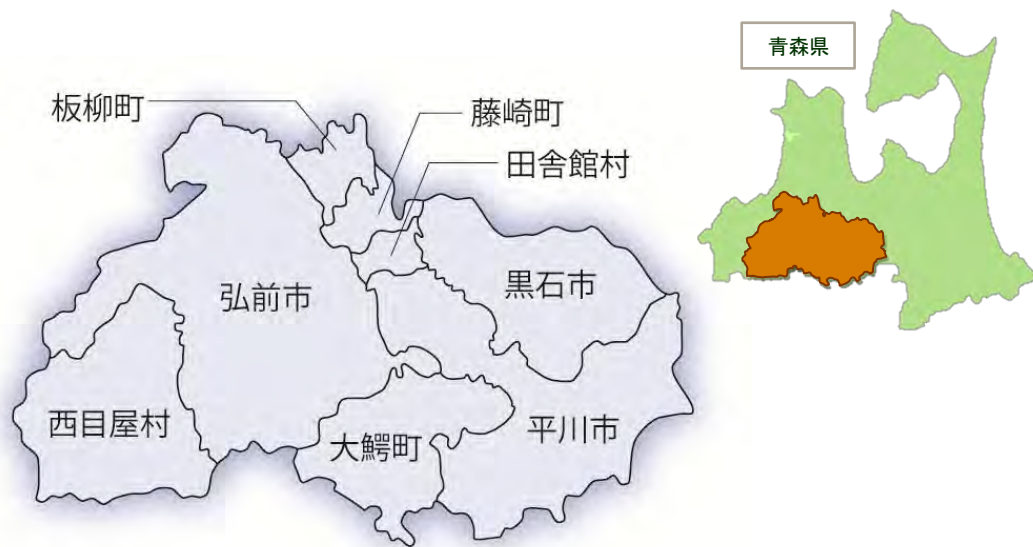 青森県
板柳町
藤崎町
田舎館村
弘前市
黒石市
西目屋村
大鰐町
平川市